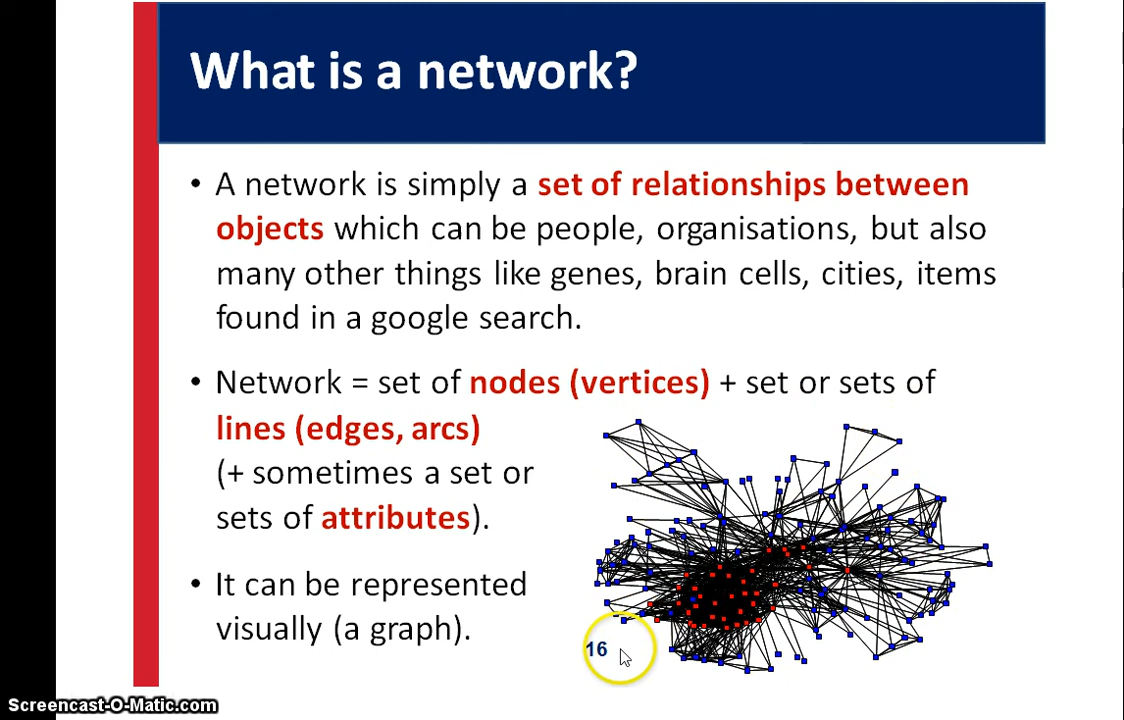 What is a network?
• A network is simply a set of relationships between
objects which can be people, organisations, but also
many other things like genes, brain cells, cities, items
found in a google search.
• Network = set of nodes (vertices) + set or sets of
lines (edges, arcs)
(+ sometimes a set or
sets of attributes).
• It can be represented
visually (a graph).
16
Screencast-O-Matic.com